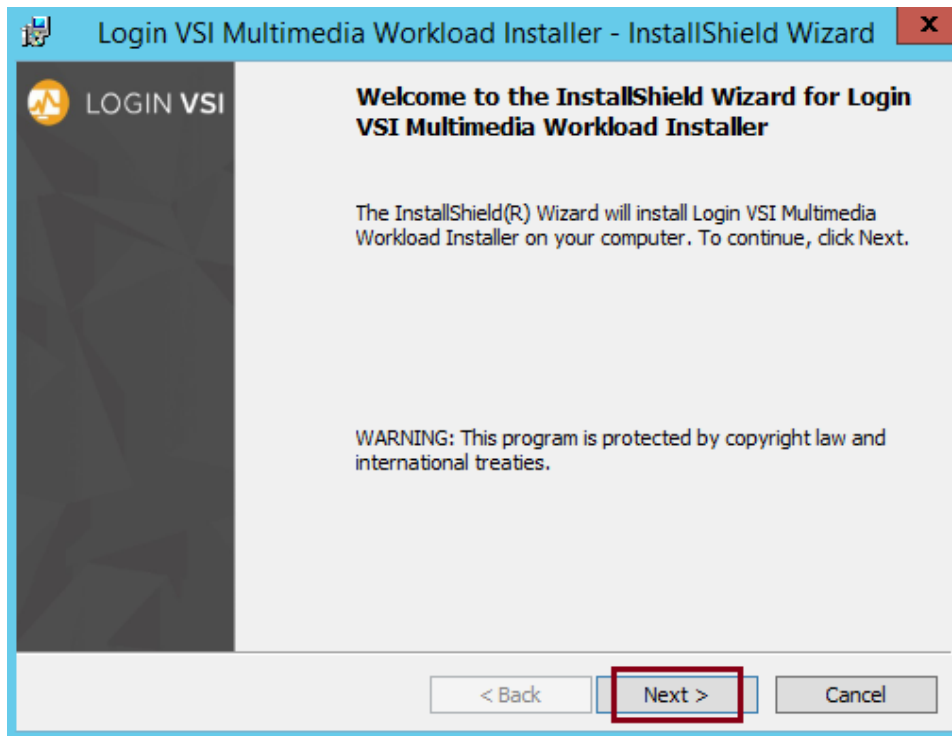 Login VSI Multimedia Workload Installer - InstallShield Wizard
x
LOGIN VSI
Welcome to the InstallShield Wizard for Login
VSI Multimedia Workload Installer
The InstallShield(R) Wizard will install Login VSI Multimedia
Workload Installer on your computer. To continue, click Next.
WARNING: This program is protected by copyright law and
international treaties.
< Back
Next >
Cancel